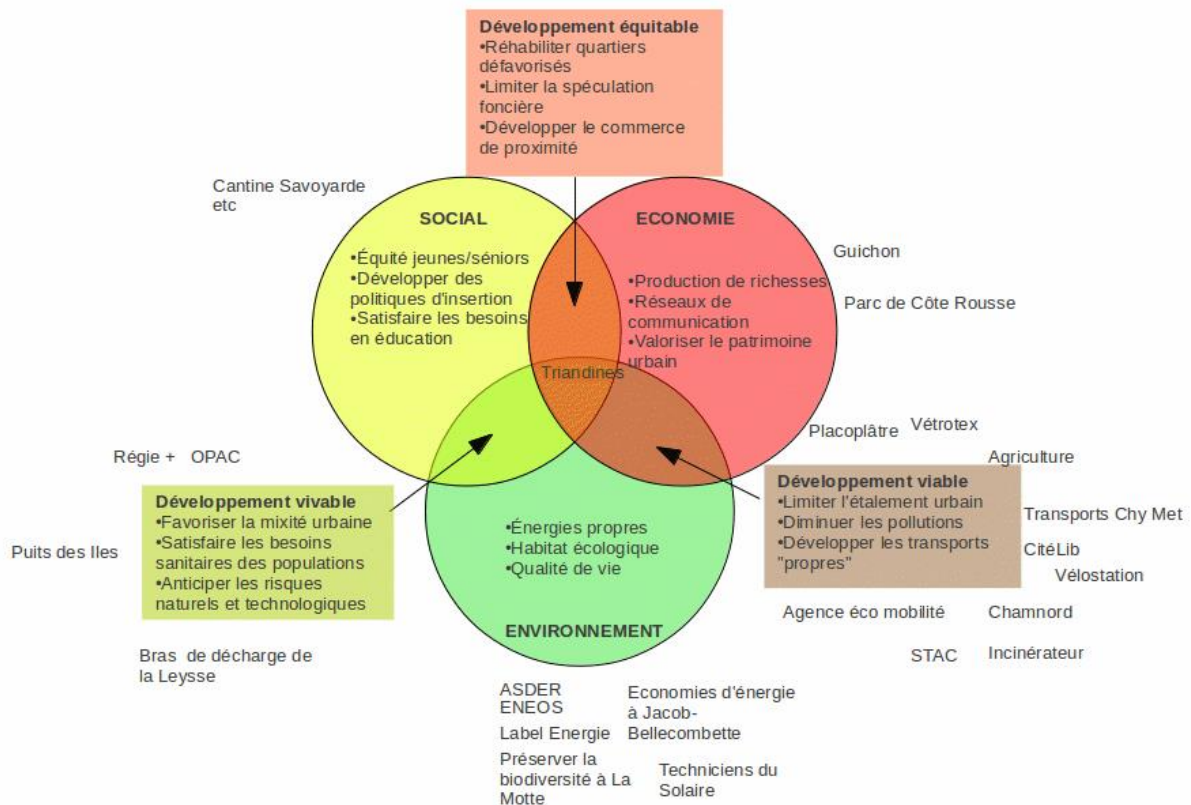 Développement équitable
•Réhabiliter quartiers
défavorisés
•Limiter la spéculation
foncière
•Développer le commerce
de proximité
Cantine Savoyarde
etc
SOCIAL
•Équité jeunes/séniors
•Développer des
politiques d'insertion
•Satisfaire les besoins
en éducation
ECONOMIE
•Production de richesses
•Réseaux de
communication
•Valoriser le patrimoine
urbain
Guichon
Parc de Côte Rousse
Triandines
Placoplâtre
Vétrotex
Agriculture
Régie + OPAC
Développement vivable
•Favoriser la mixité urbaine
•Satisfaire les besoins
sanitaires des populations
•Anticiper les risques
naturels et technologiques
Puits des Iles
Bras de décharge de
la Leysse
•Énergies propres
•Habitat écologique
•Qualité de vie
ENVIRONNEMENT
Développement viable
•Limiter l'étalement urbain
•Diminuer les pollutions
•Développer les transports
"propres"
Transports Chy Met
CitéLib
Vélostation
Agence éco mobilité
Chamnord
STAC
Incinérateur
ASDER
ENEOS
Economies d'énergie
à Jacob-
Bellecombette
Label Energie
Préserver la
biodiversité à La
Motte
Techniciens du
Solaire